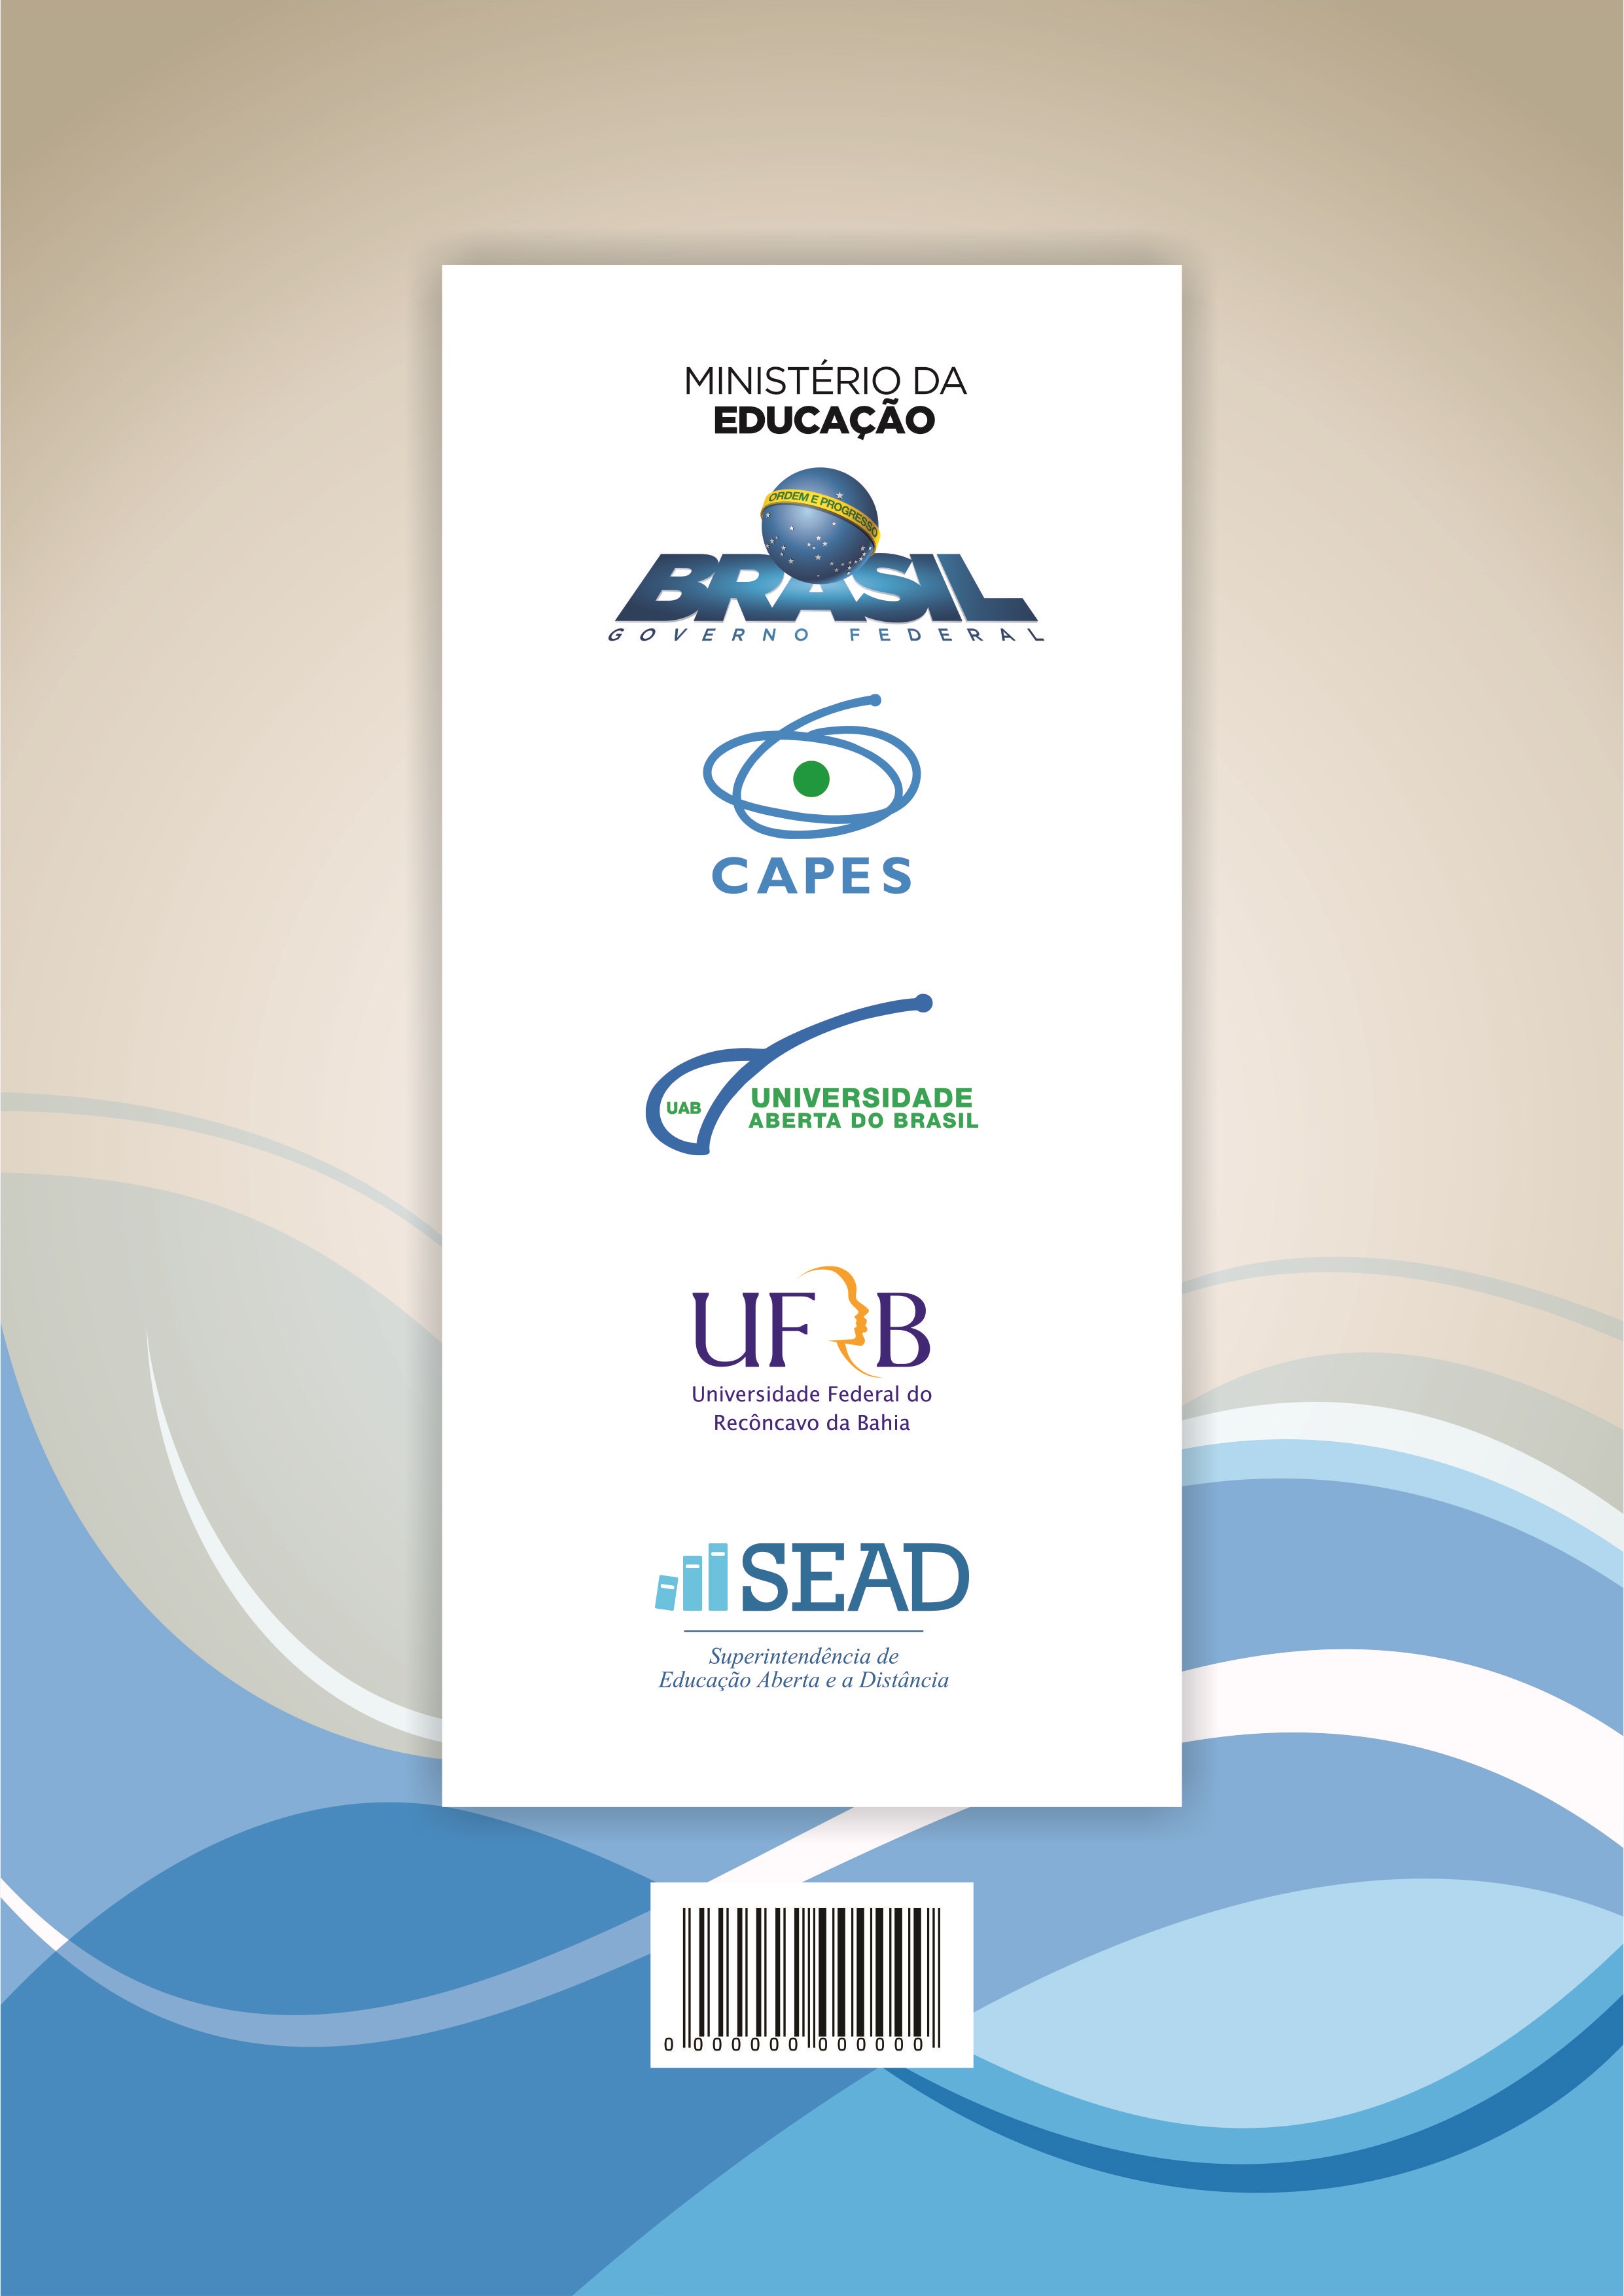 MINISTÉRIO DA
EDUCAÇÃO
ORDEM E PROGRESSO
BRASIL
GOVERNO FEDERAL
CAPES
UAB
UNIVERSIDADE
ABERTA DO BRASIL
UFRB
Universidade Federal do
Recôncavo da Bahia
SEAD
Superintendência de
Educação Aberta e a Distância
0 000000 000000